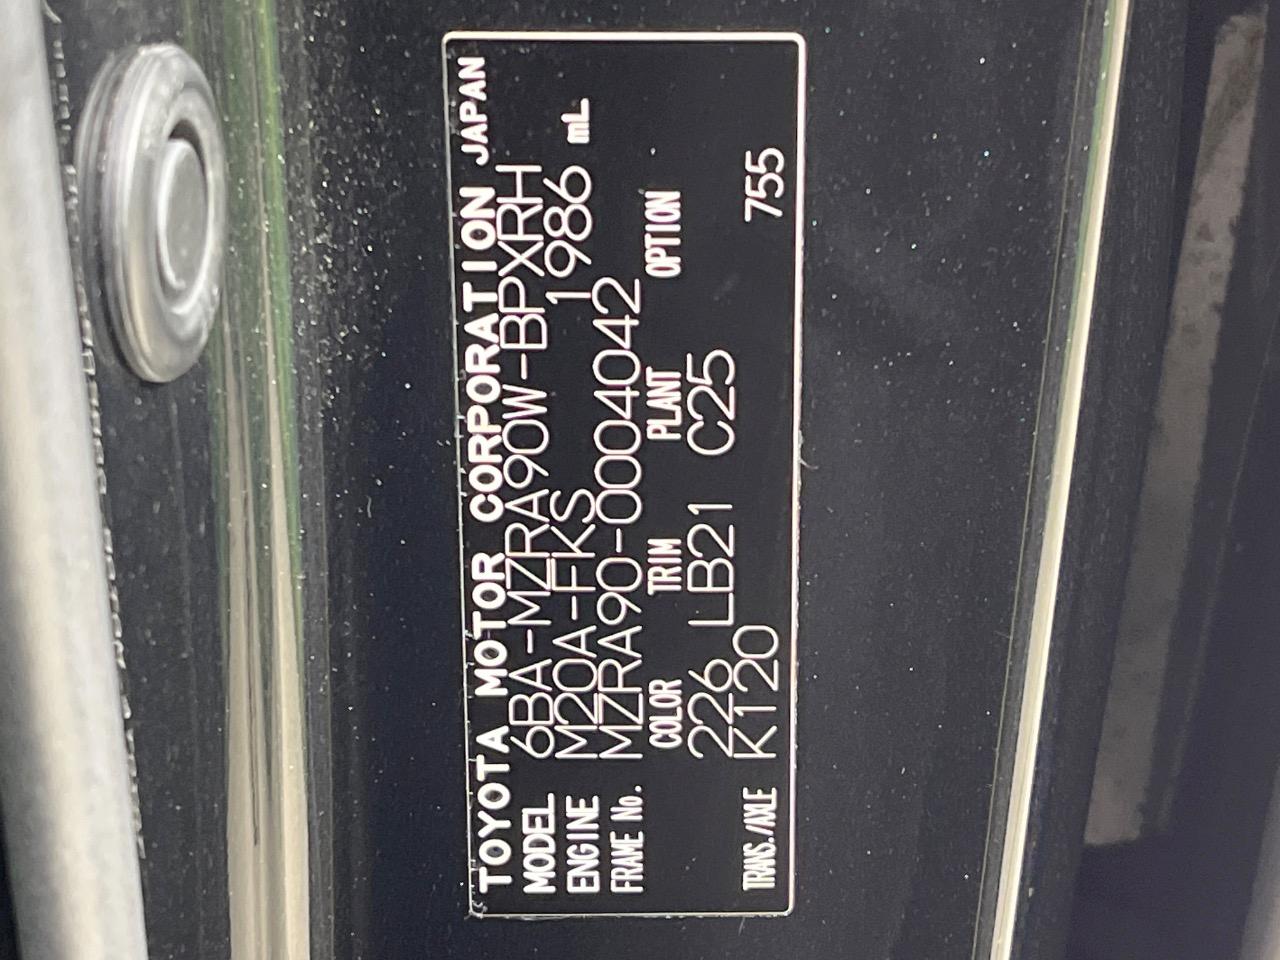 TOYOTA MOTOR CORPORATION JAPAN
MODEL 6BA-MZRA90W-BPXRH
ENGINE M20A-FKS 1986 mL
FRAME No. MZRA90-0004042
COLOR TRIM PLANT OPTION
226 LB21 C25
TRANS./AXLE K120 755